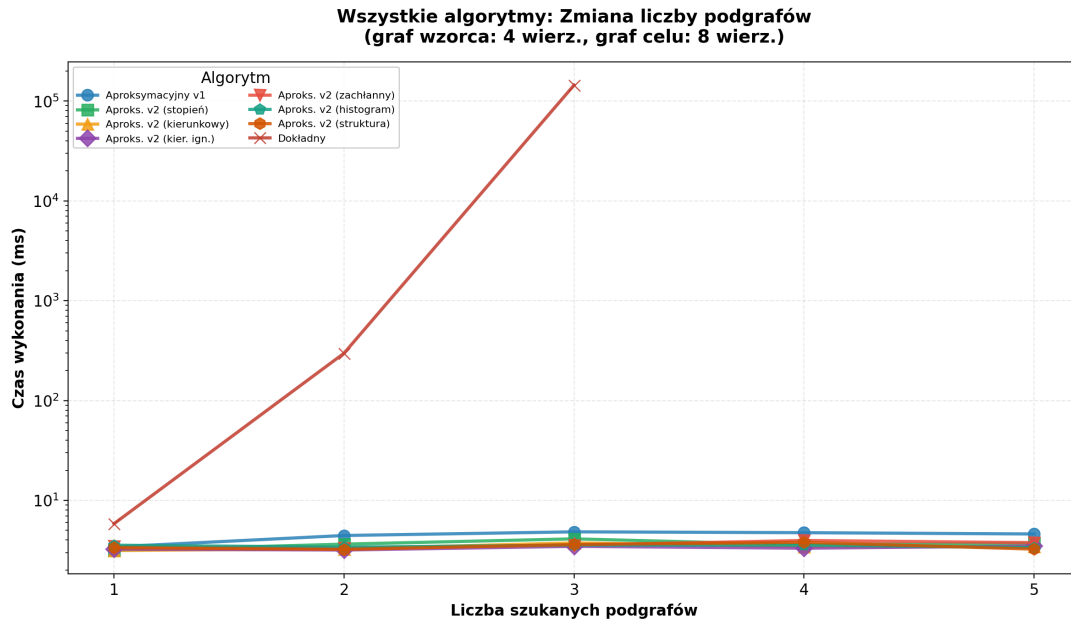 Wszystkie algorytmy: Zmiana liczby podgrafów
(graf wzorca: 4 wierz., graf celu: 8 wierz.)
Algorytm
Aproksymacyjny v1
Aproks. v2 (stopień)
Aproks. v2 (kierunkowy)
Aproks. v2 (kier. ign.)
Aproks. v2 (zachłanny)
Aproks. v2 (histogram)
Aproks. v2 (struktura)
Dokładny
Czas wykonania (ms)
10⁵
10⁴
10³
10²
10¹
1 2 3 4 5
Liczba szukanych podgrafów